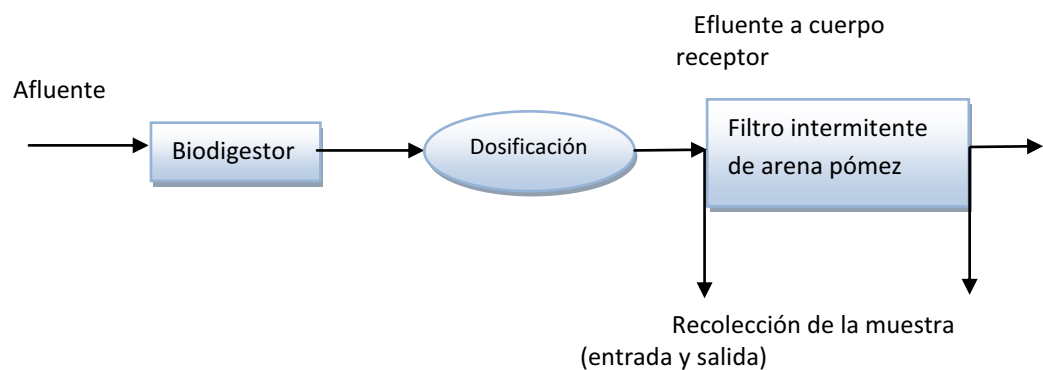 Efluente a cuerpo
receptor
Afluente
Biodigestor
Dosificación
Filtro intermitente
de arena pómez
Recolección de la muestra
(entrada y salida)